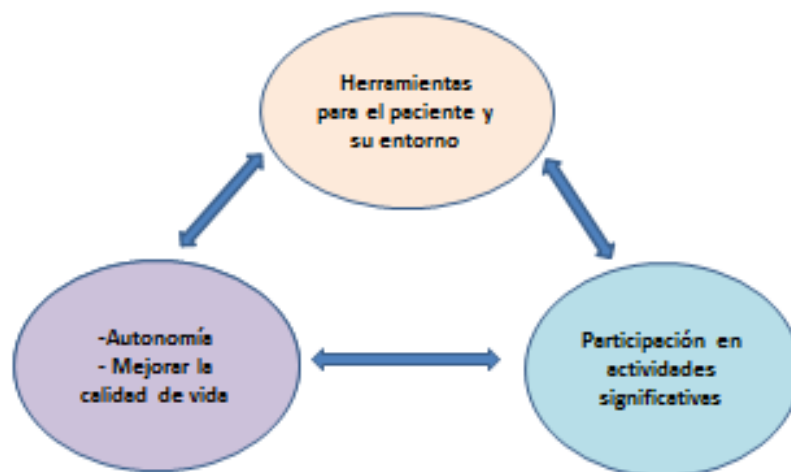 Herramientas
para el paciente y
su entorno
-Autonomía
- Mejorar la
calidad de vida
Participación en
actividades
significativas